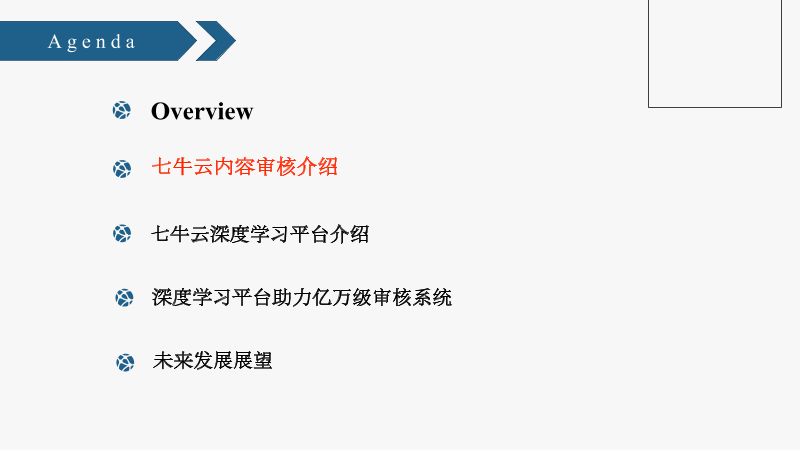 Agenda
Overview
七牛云内容审核介绍
七牛云深度学习平台介绍
深度学习平台助力亿万级审核系统
未来发展展望